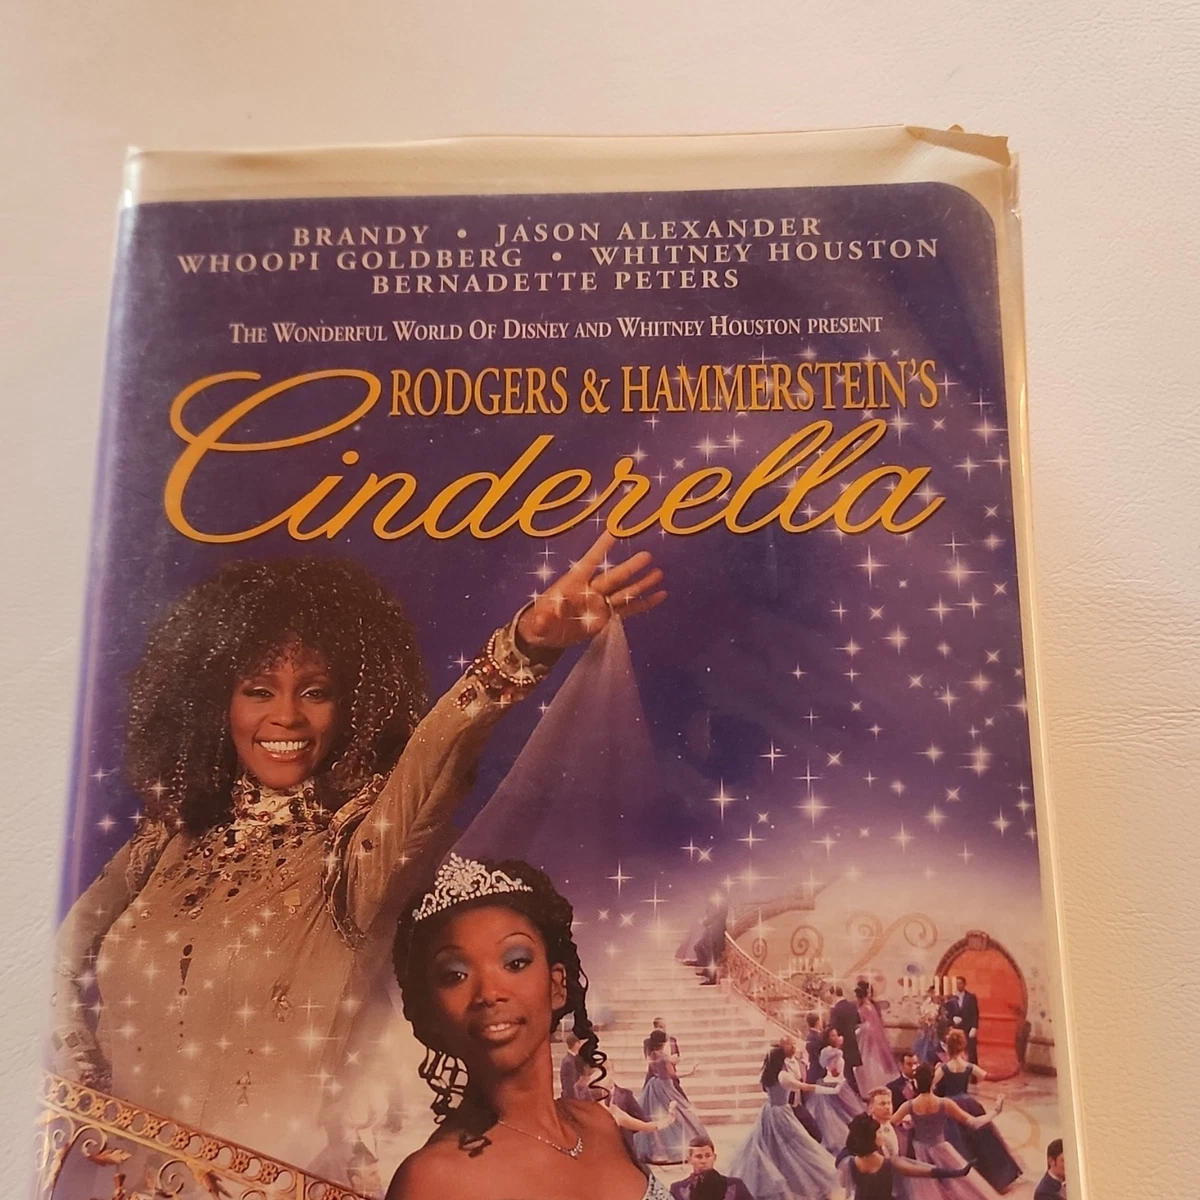 BRANDY • JASON ALEXANDER
WHOOPI GOLDBERG • WHITNEY HOUSTON
BERNADETTE PETERS
THE WONDERFUL WORLD OF DISNEY AND WHITNEY HOUSTON PRESENT
RODGERS & HAMMERSTEIN'S
Cinderella